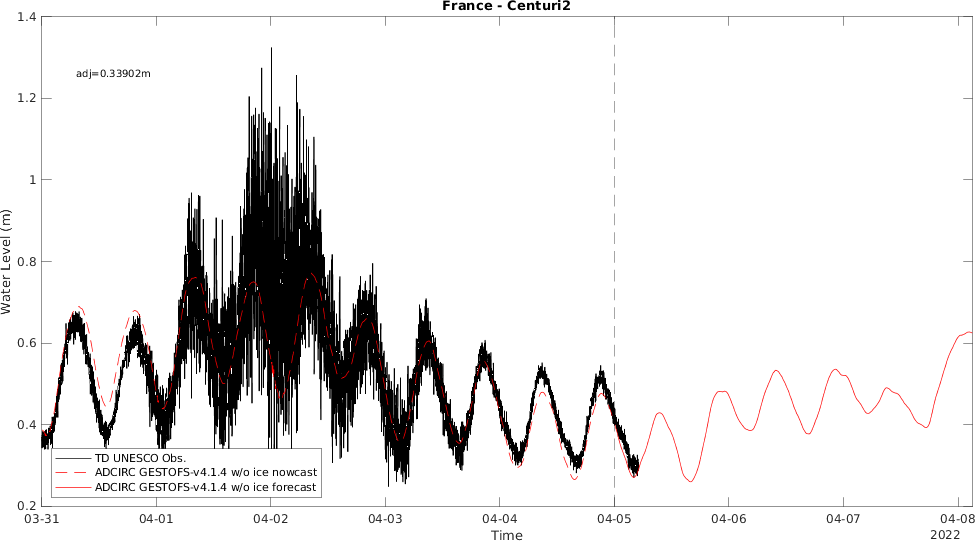 France - Centuri2
1.4
1.2
1
0.8
0.6
0.4
0.2
Water Level (m)
adj=0.33902m
TD UNESCO Obs.
ADCIRC GESTOFS-v4.1.4 w/o ice nowcast
ADCIRC GESTOFS-v4.1.4 w/o ice forecast
03-31 04-01 04-02 04-03 04-04 04-05 04-06 04-07 04-08
Time
2022